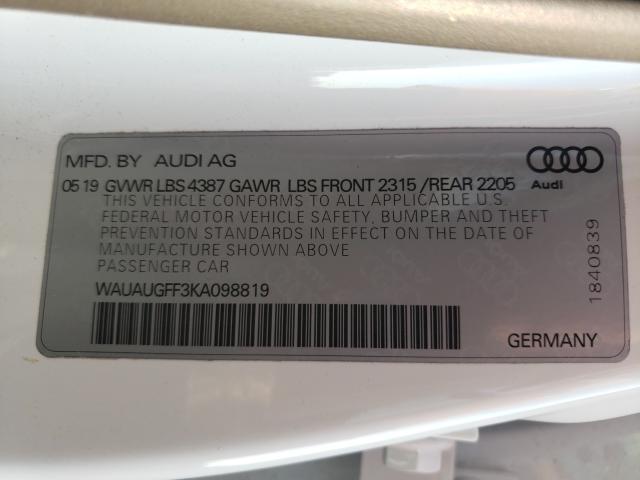 MFD. BY AUDI AG
Audi
05 19 GVWR LBS 4387 GAWR LBS FRONT 2315 /REAR 2205
THIS VEHICLE CONFORMS TO ALL APPLICABLE U.S.
FEDERAL MOTOR VEHICLE SAFETY, BUMPER AND THEFT
PREVENTION STANDARDS IN EFFECT ON THE DATE OF
MANUFACTURE SHOWN ABOVE
PASSENGER CAR
WAUAUGFF3KA098819
1840839
GERMANY